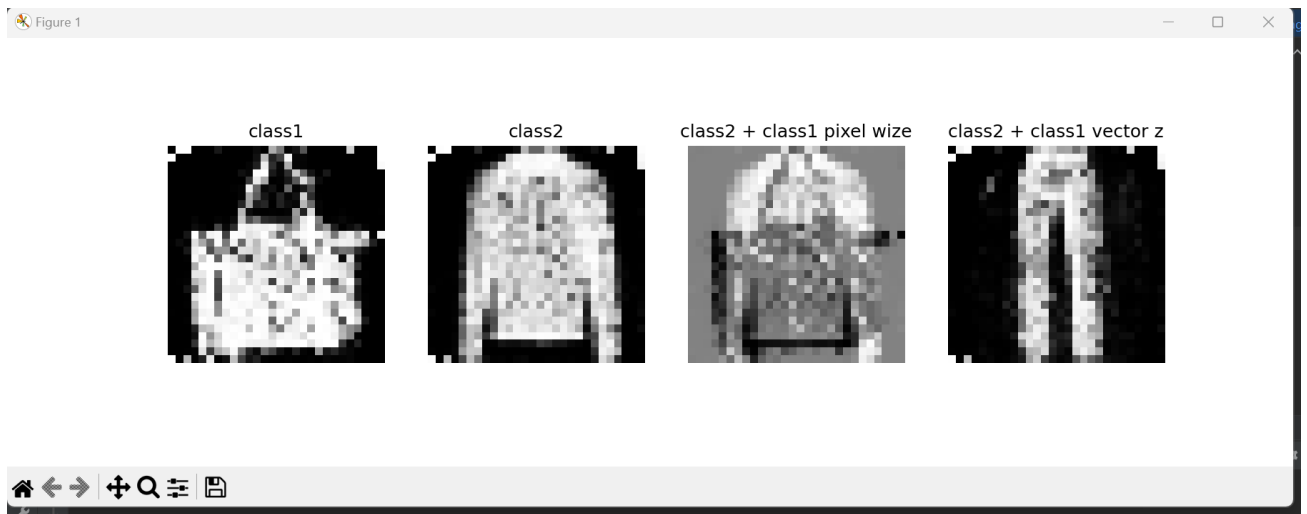 Figure 1
class1
class2
class2 + class1 pixel wize
class2 + class1 vector z